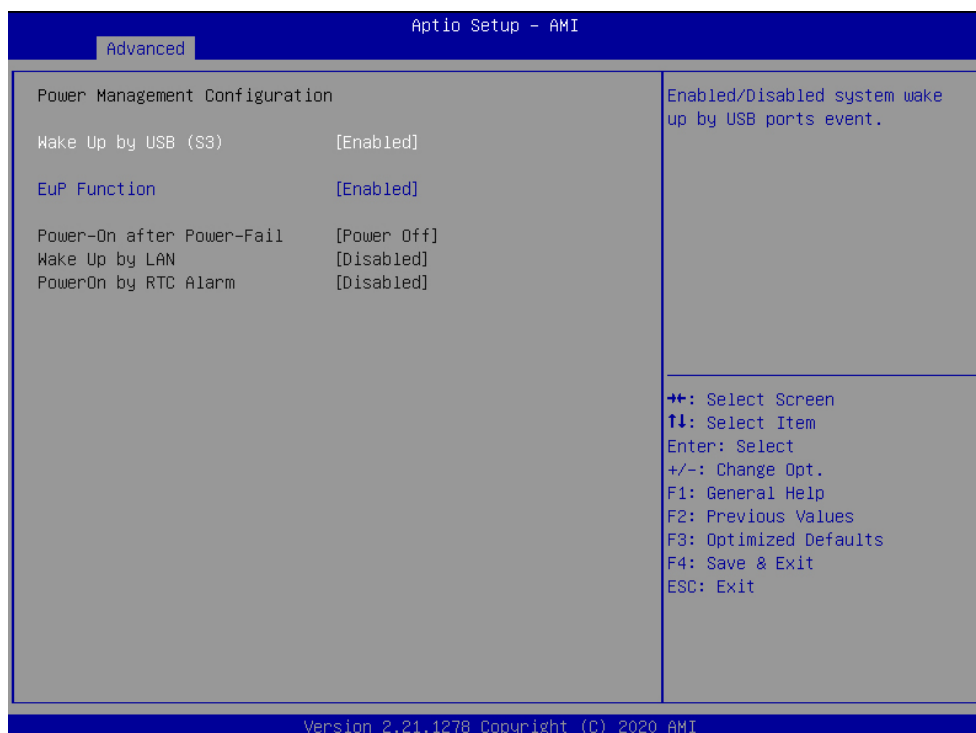 Aptio Setup – AMI
Advanced
Power Management Configuration
Wake Up by USB (S3) [Enabled]
EuP Function [Enabled]
Power-On after Power-Fail [Power Off]
Wake Up by LAN [Disabled]
PowerOn by RTC Alarm [Disabled]
Enabled/Disabled system wake
up by USB ports event.
→←: Select Screen
↑↓: Select Item
Enter: Select
+/-: Change Opt.
F1: General Help
F2: Previous Values
F3: Optimized Defaults
F4: Save & Exit
ESC: Exit
Version 2.21.1278 Copyright (C) 2020 AMI